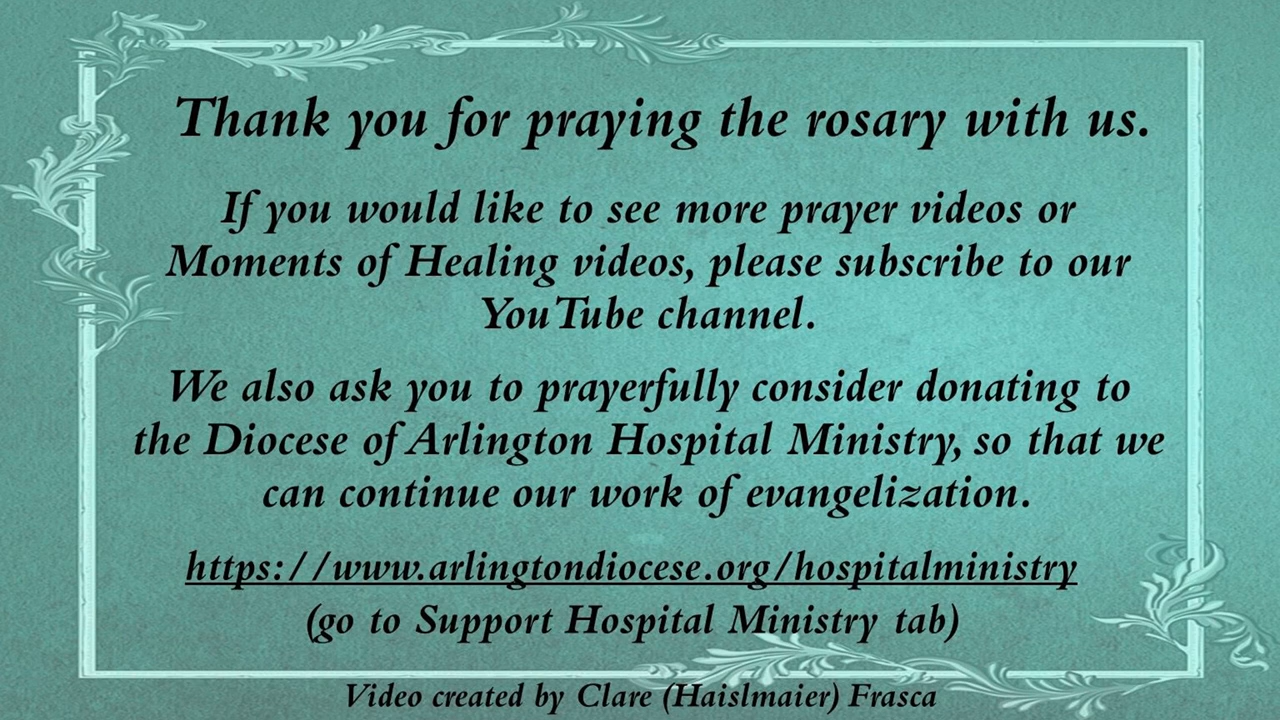 Thank you for praying the rosary with us.
If you would like to see more prayer videos or
Moments of Healing videos, please subscribe to our
YouTube channel.
We also ask you to prayerfully consider donating to
the Diocese of Arlington Hospital Ministry, so that we
can continue our work of evangelization.
https://www.arlingtondiocese.org/hospitalministry
(go to Support Hospital Ministry tab)
Video created by Clare (Haislmaier) Frasca